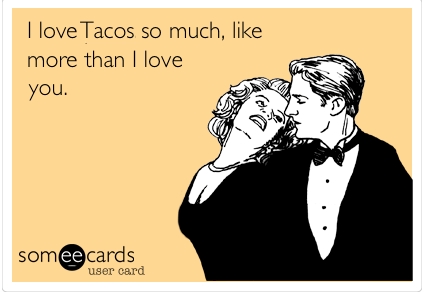 I love Tacos so much, like
more than I love
you.
someecards
user card